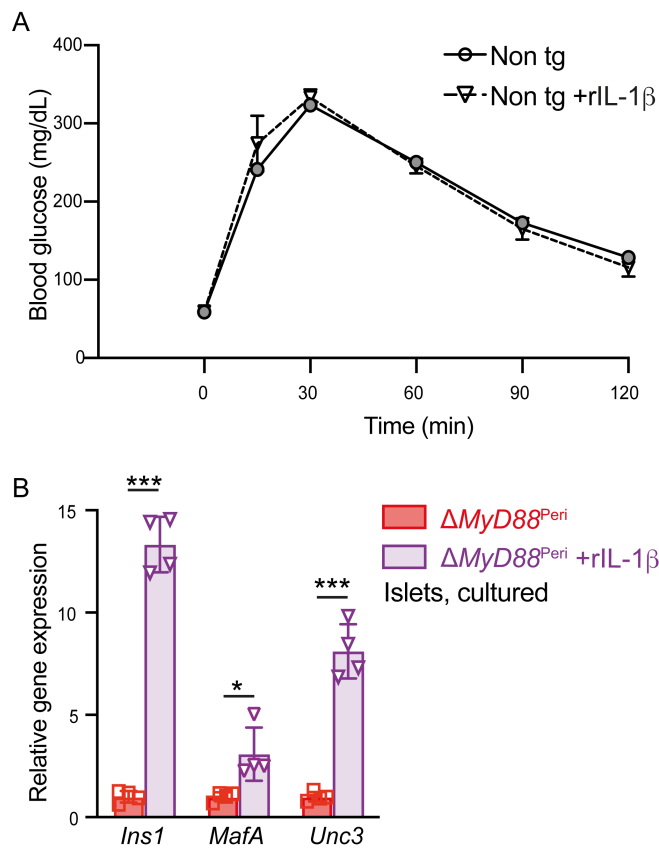 A
400
300
200
100
0
Blood glucose (mg/dL)
Non tg
Non tg +rIL-1β
0 30 60 90 120
Time (min)
B
15
10
5
0
Relative gene expression
***
*
***
ΔMyD88Peri
ΔMyD88Peri +rIL-1β
Islets, cultured
Ins1 MafA Unc3